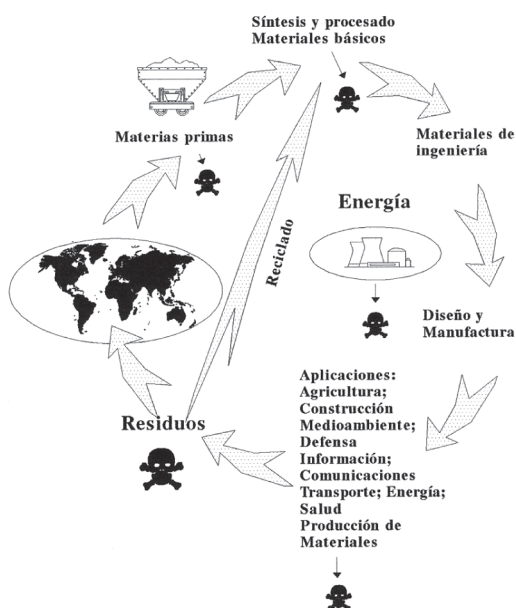 Síntesis y procesado
Materiales básicos
Materias primas
Materiales de
ingeniería
Energía
Reciclado
Diseño y
Manufactura
Aplicaciones:
Agricultura;
Construcción
Medioambiente;
Defensa
Información;
Comunicaciones
Transporte; Energía;
Salud
Producción de
Materiales
Residuos